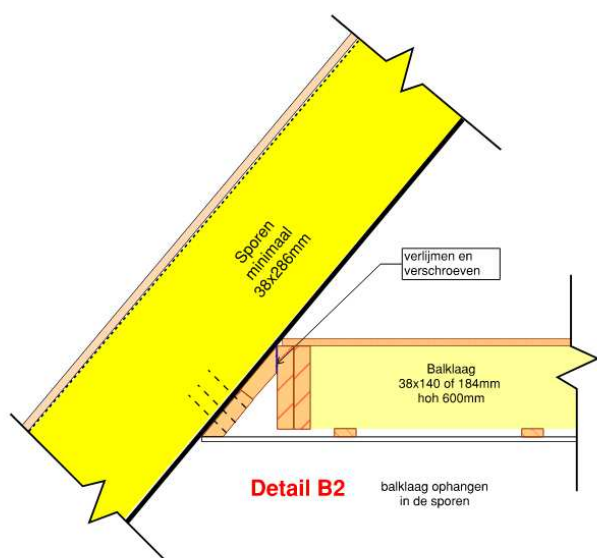 Sporen
minimaal
38x286mm
verlijmen en
verschroeven
Balklaag
38x140 of 184mm
hoh 600mm
Detail B2
balklaag ophangen
in de sporen